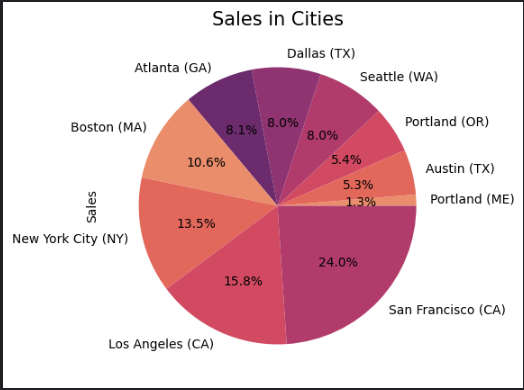 Sales in Cities
Dallas (TX)
Atlanta (GA)
Seattle (WA)
8.0%
8.1%
8.0%
Portland (OR)
Boston (MA)
5.4%
10.6%
Austin (TX)
5.3%
Portland (ME)
1.3%
Sales
13.5%
New York City (NY)
24.0%
15.8%
San Francisco (CA)
Los Angeles (CA)